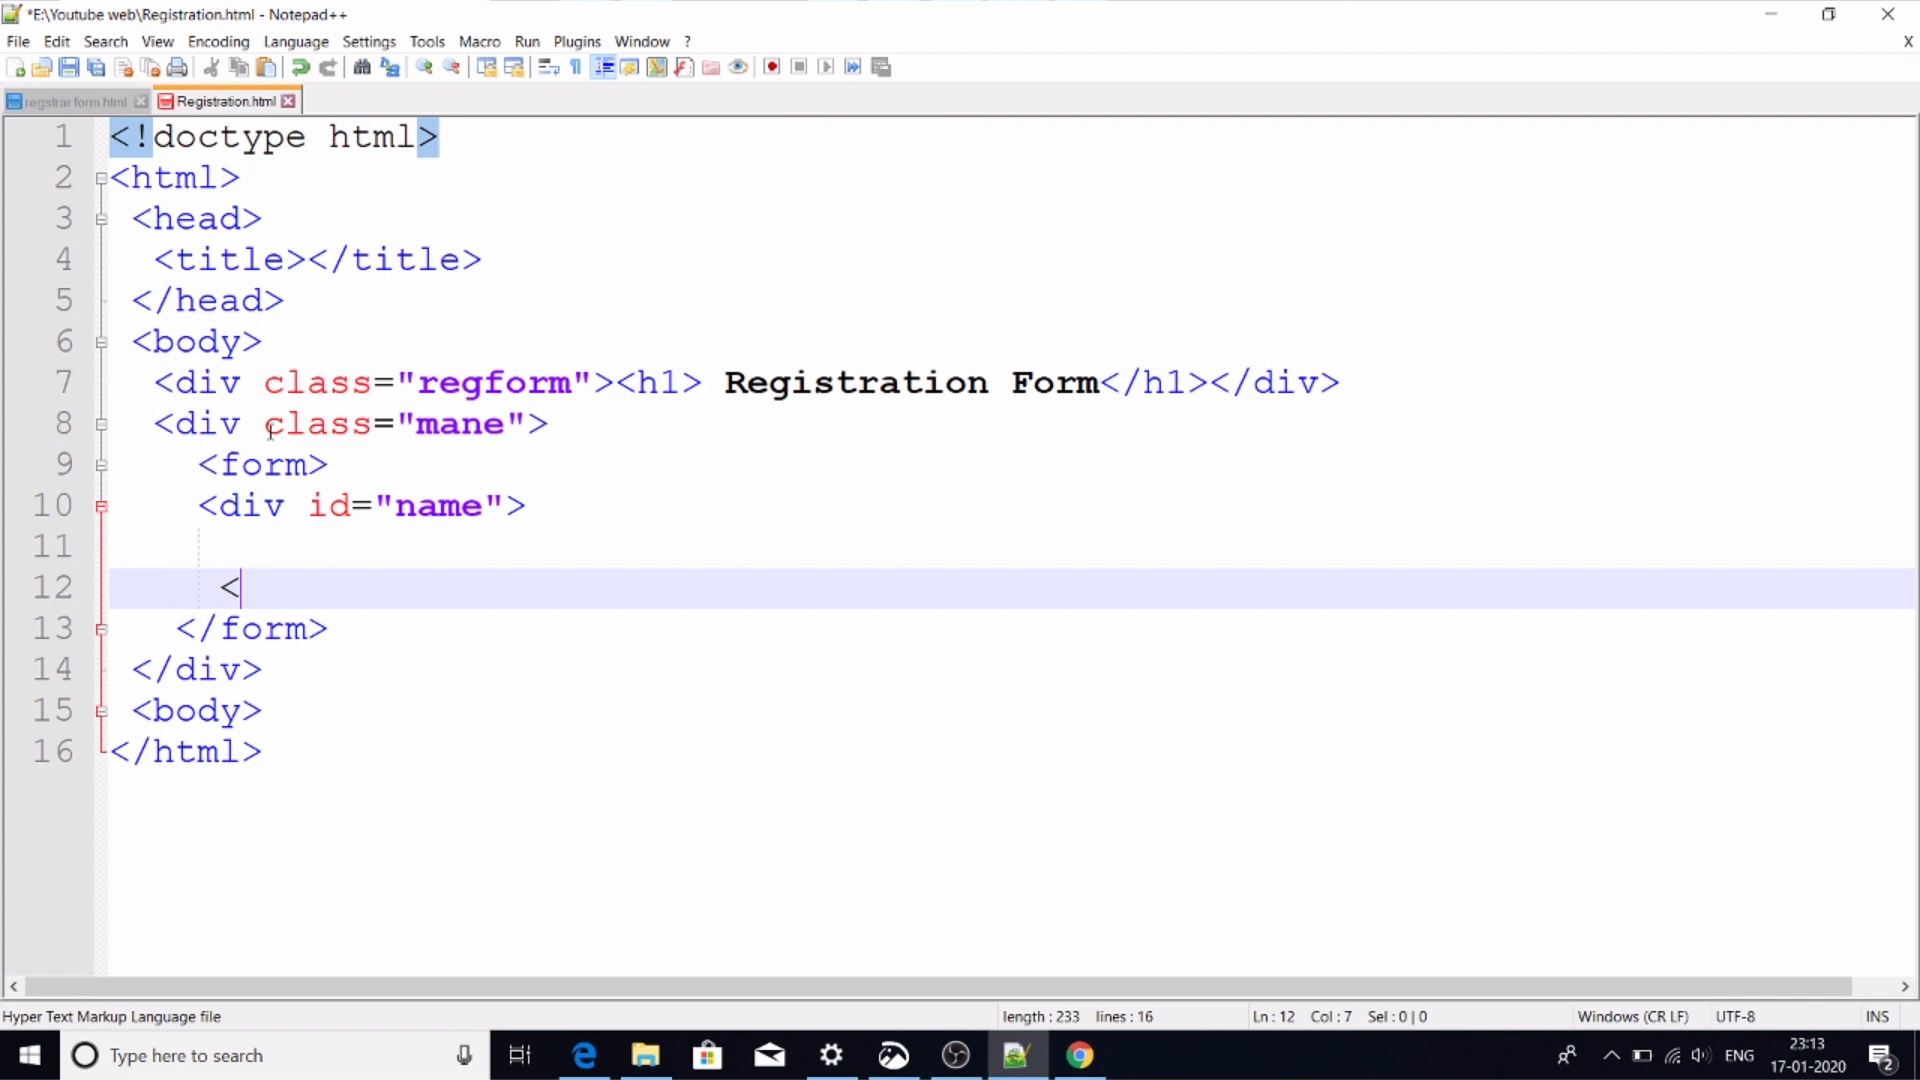 *E:\Youtube web\Registration.html - Notepad++
File Edit Search View Encoding Language Settings Tools Macro Run Plugins Window ? X
regstrar form.html Registration.html
1 <!doctype html>
2 <html>
3 <head>
4 <title></title>
5 </head>
6 <body>
7 <div class="regform"><h1> Registration Form</h1></div>
8 <div class="mane">
9 <form>
10 <div id="name">
11
12 <
13 </form>
14 </div>
15 <body>
16 </html>
Hyper Text Markup Language file length : 233 lines : 16 Ln : 12 Col : 7 Sel : 0 | 0 Windows (CR LF) UTF-8 INS
Type here to search ENG 23:13
17-01-2020 2